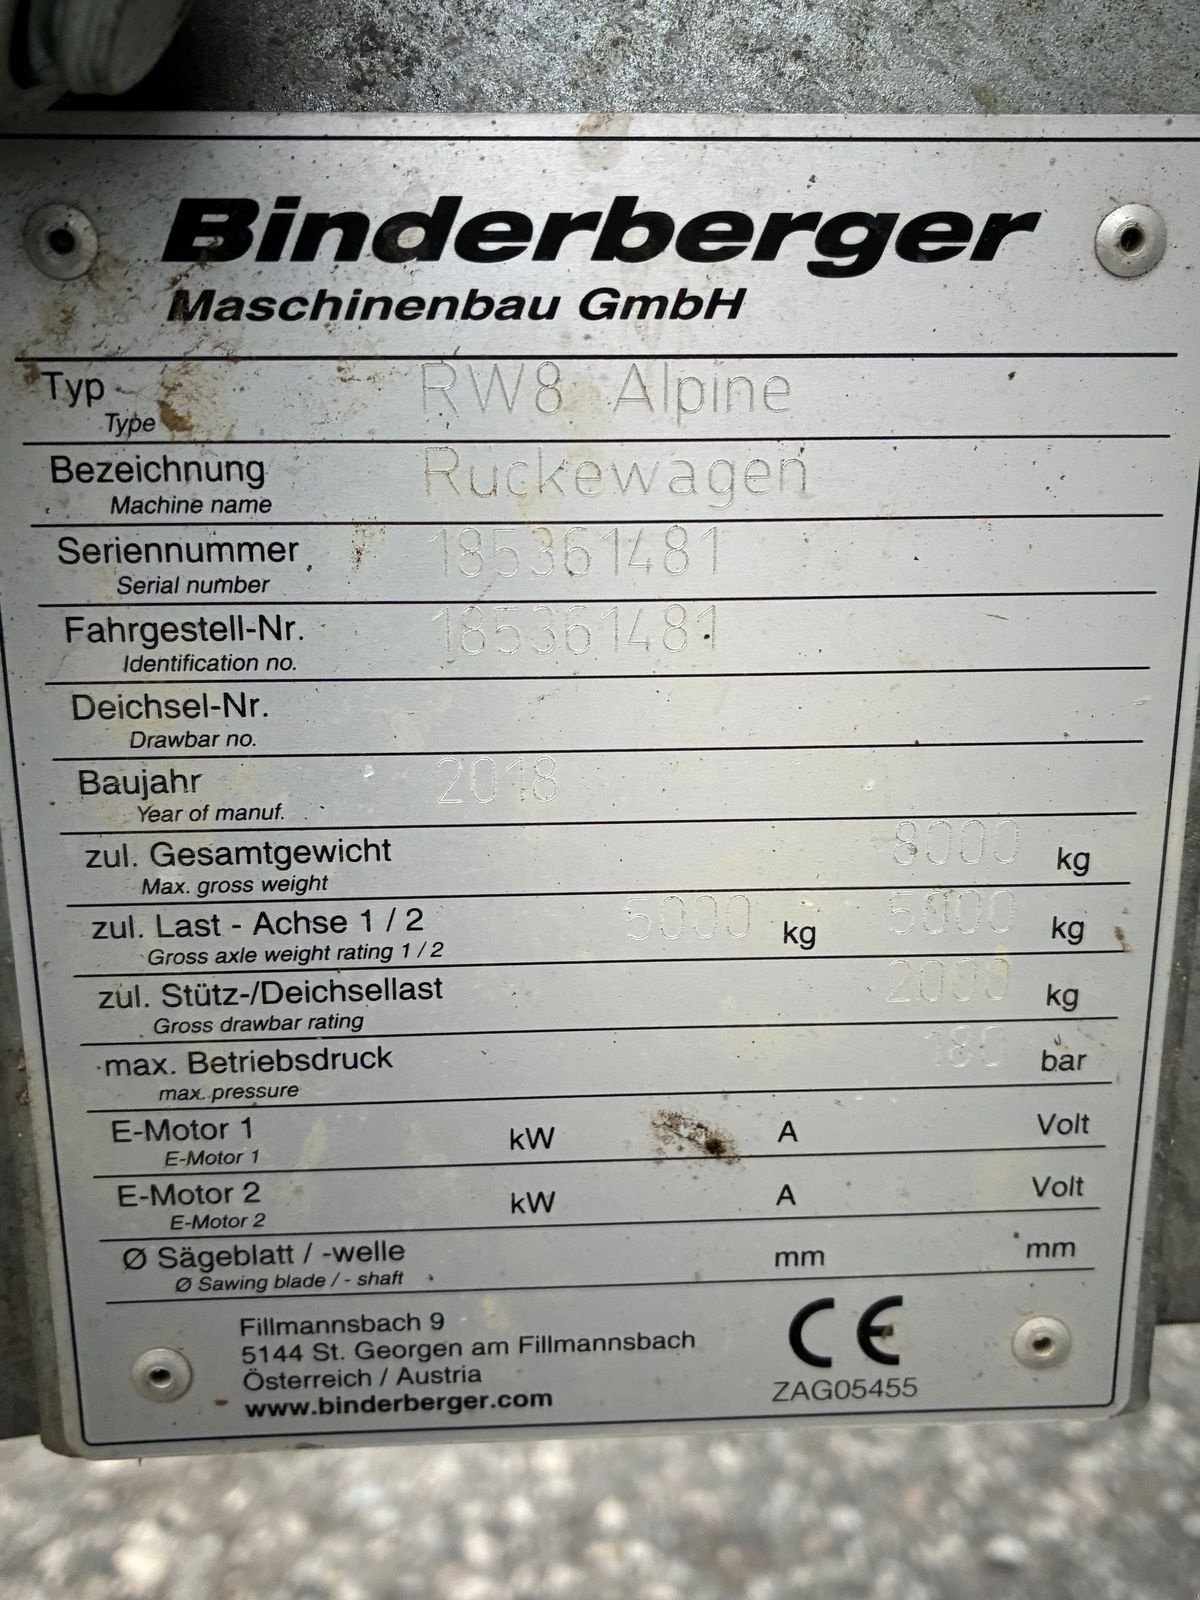 Binderberger
Maschinenbau GmbH
Typ RW8 Alpine
Type
Bezeichnung Ruckewagen
Machine name
Seriennummer 185361481
Serial number
Fahrgestell-Nr. 185361481
Identification no.
Deichsel-Nr.
Drawbar no.
Baujahr 2018
Year of manuf.
zul. Gesamtgewicht 8000 kg
Max. gross weight
zul. Last - Achse 1 / 2 5000 kg 5000 kg
Gross axle weight rating 1 / 2
zul. Stütz-/Deichsellast 2000 kg
Gross drawbar rating
max. Betriebsdruck 180 bar
max. pressure
E-Motor 1 kW A Volt
E-Motor 1
E-Motor 2 kW A Volt
E-Motor 2
Ø Sägeblatt / -welle mm mm
Ø Sawing blade / - shaft
Fillmannsbach 9
5144 St. Georgen am Fillmannsbach
Österreich / Austria
www.binderberger.com
CE
ZAG05455